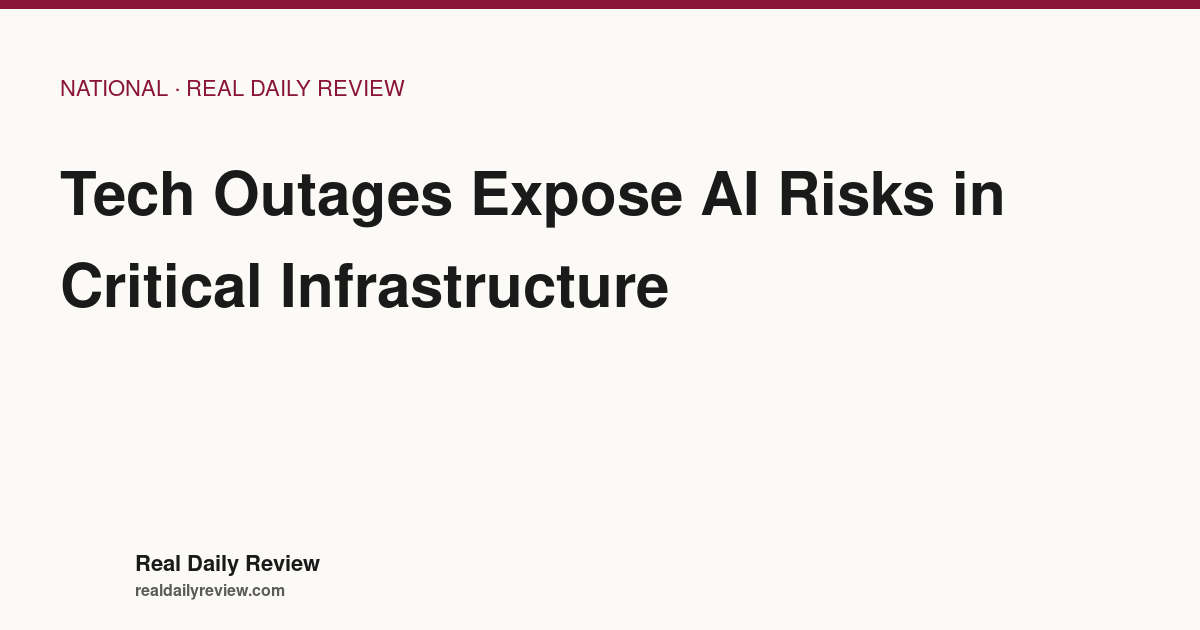 NATIONAL · REAL DAILY REVIEW
Tech Outages Expose AI Risks in
Critical Infrastructure
Real Daily Review
realdailyreview.com